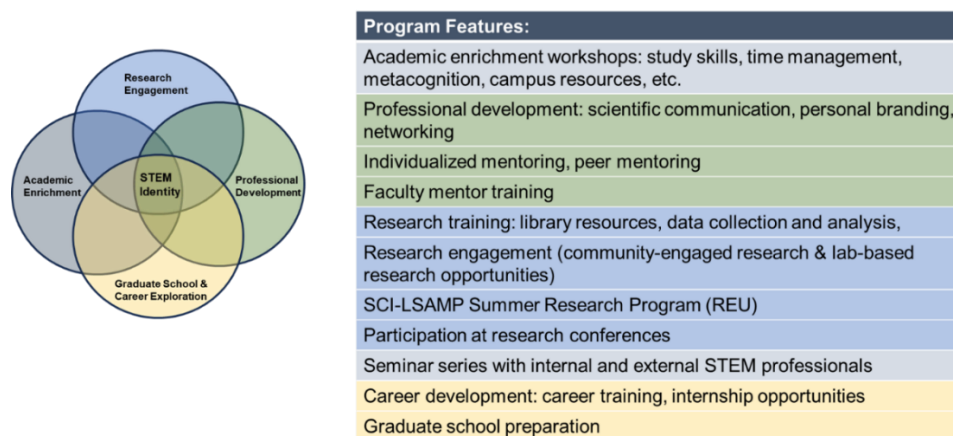 Research
Engagement
Academic
Enrichment
STEM
Identity
Professional
Development
Graduate School &
Career Exploration
Program Features:
Academic enrichment workshops: study skills, time management,
metacognition, campus resources, etc.
Professional development: scientific communication, personal branding,
networking
Individualized mentoring, peer mentoring
Faculty mentor training
Research training: library resources, data collection and analysis,
Research engagement (community-engaged research & lab-based
research opportunities)
SCI-LSAMP Summer Research Program (REU)
Participation at research conferences
Seminar series with internal and external STEM professionals
Career development: career training, internship opportunities
Graduate school preparation